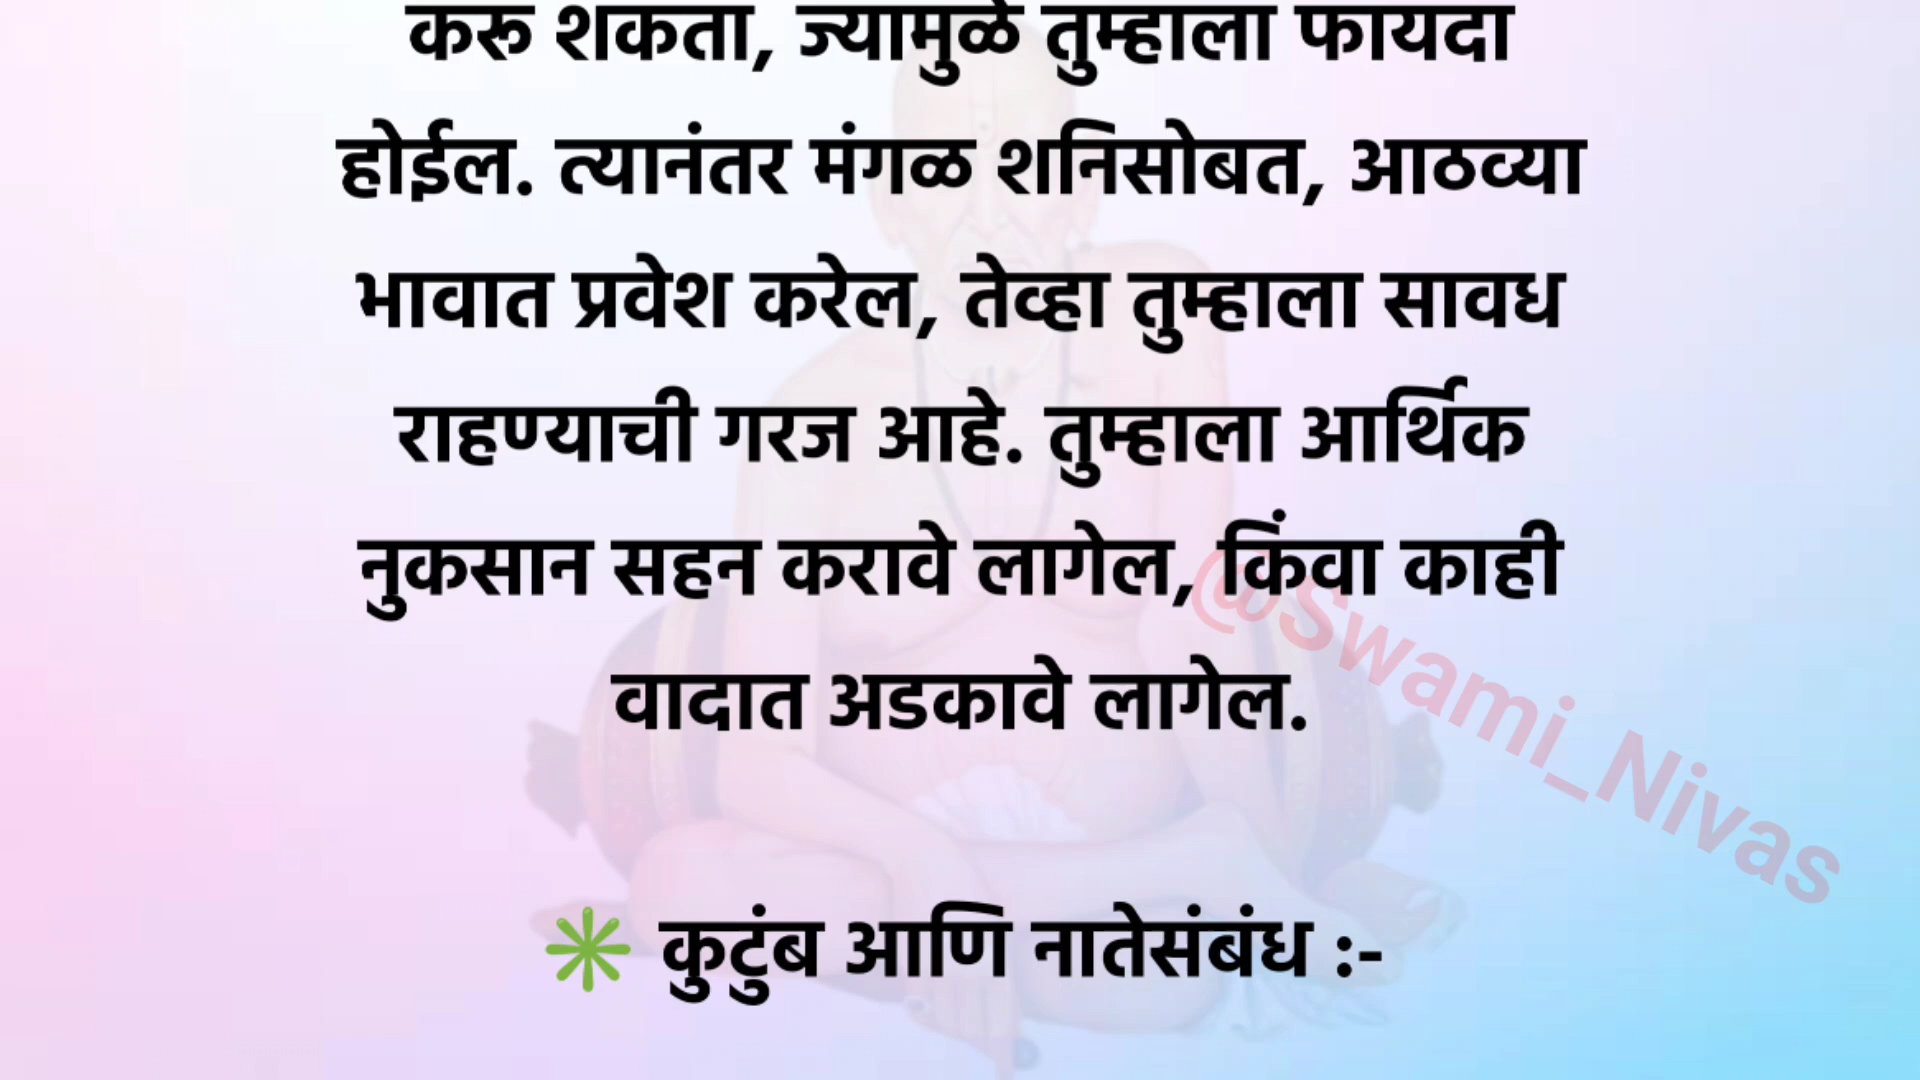 करू शकता, ज्यामुळे तुम्हाला फायदा
होईल. त्यानंतर मंगळ शनिसोबत, आठव्या
भावात प्रवेश करेल, तेव्हा तुम्हाला सावध
राहण्याची गरज आहे. तुम्हाला आर्थिक
नुकसान सहन करावे लागेल, किंवा काही
वादात अडकावे लागेल.
@Swami_Nivas
✳️ कुटुंब आणि नातेसंबंध :-